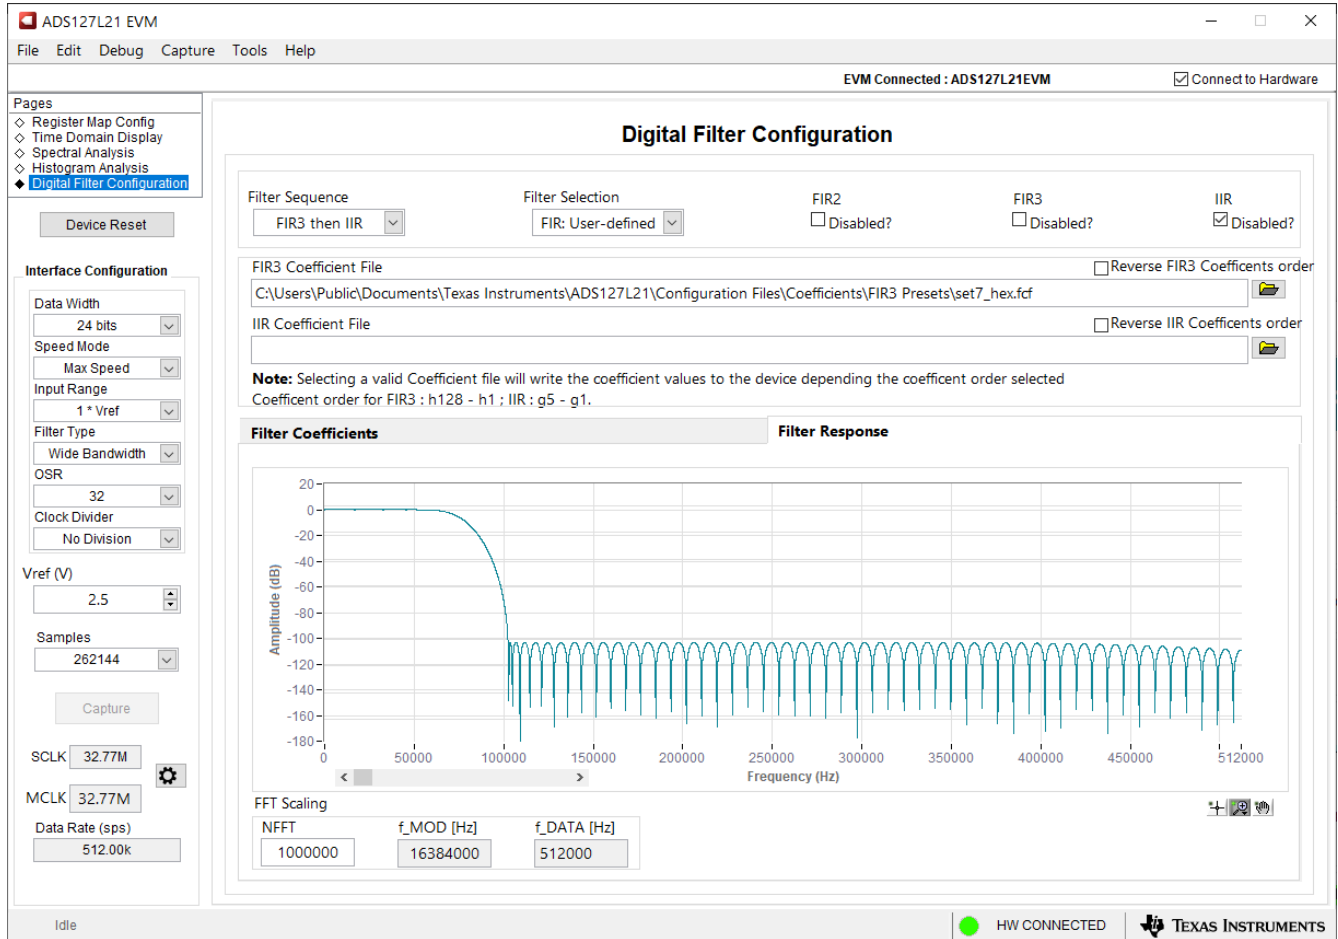 ADS127L21 EVM
File Edit Debug Capture Tools Help
EVM Connected : ADS127L21EVM
Connect to Hardware
Pages
Register Map Config
Time Domain Display
Spectral Analysis
Histogram Analysis
Digital Filter Configuration
Device Reset
Interface Configuration
Data Width
24 bits
Speed Mode
Max Speed
Input Range
1 * Vref
Filter Type
Wide Bandwidth
OSR
32
Clock Divider
No Division
Vref (V)
2.5
Samples
262144
Capture
SCLK 32.77M
MCLK 32.77M
Data Rate (sps)
512.00k
Digital Filter Configuration
Filter Sequence
FIR3 then IIR
Filter Selection
FIR: User-defined
FIR2
Disabled?
FIR3
Disabled?
IIR
Disabled?
FIR3 Coefficient File
Reverse FIR3 Coefficents order
C:\Users\Public\Documents\Texas Instruments\ADS127L21\Configuration Files\Coefficients\FIR3 Presets\set7_hex.fcf
IIR Coefficient File
Reverse IIR Coefficents order
Note: Selecting a valid Coefficient file will write the coefficient values to the device depending the coefficent order selected
Coefficent order for FIR3 : h128 - h1 ; IIR : g5 - g1.
Filter Coefficients
Filter Response
Amplitude (dB)
20
0
-20
-40
-60
-80
-100
-120
-140
-160
-180
0 50000 100000 150000 200000 250000 300000 350000 400000 450000 512000
Frequency (Hz)
FFT Scaling
NFFT f_MOD [Hz] f_DATA [Hz]
1000000 16384000 512000
Idle
HW CONNECTED
TEXAS INSTRUMENTS